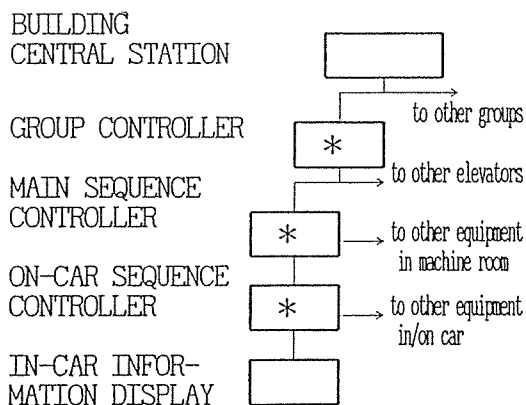 BUILDING
CENTRAL STATION
to other groups
GROUP CONTROLLER
*
to other elevators
MAIN SEQUENCE
CONTROLLER
*
to other equipment
in machine room
ON-CAR SEQUENCE
CONTROLLER
*
to other equipment
in/on car
IN-CAR INFOR-
MATION DISPLAY